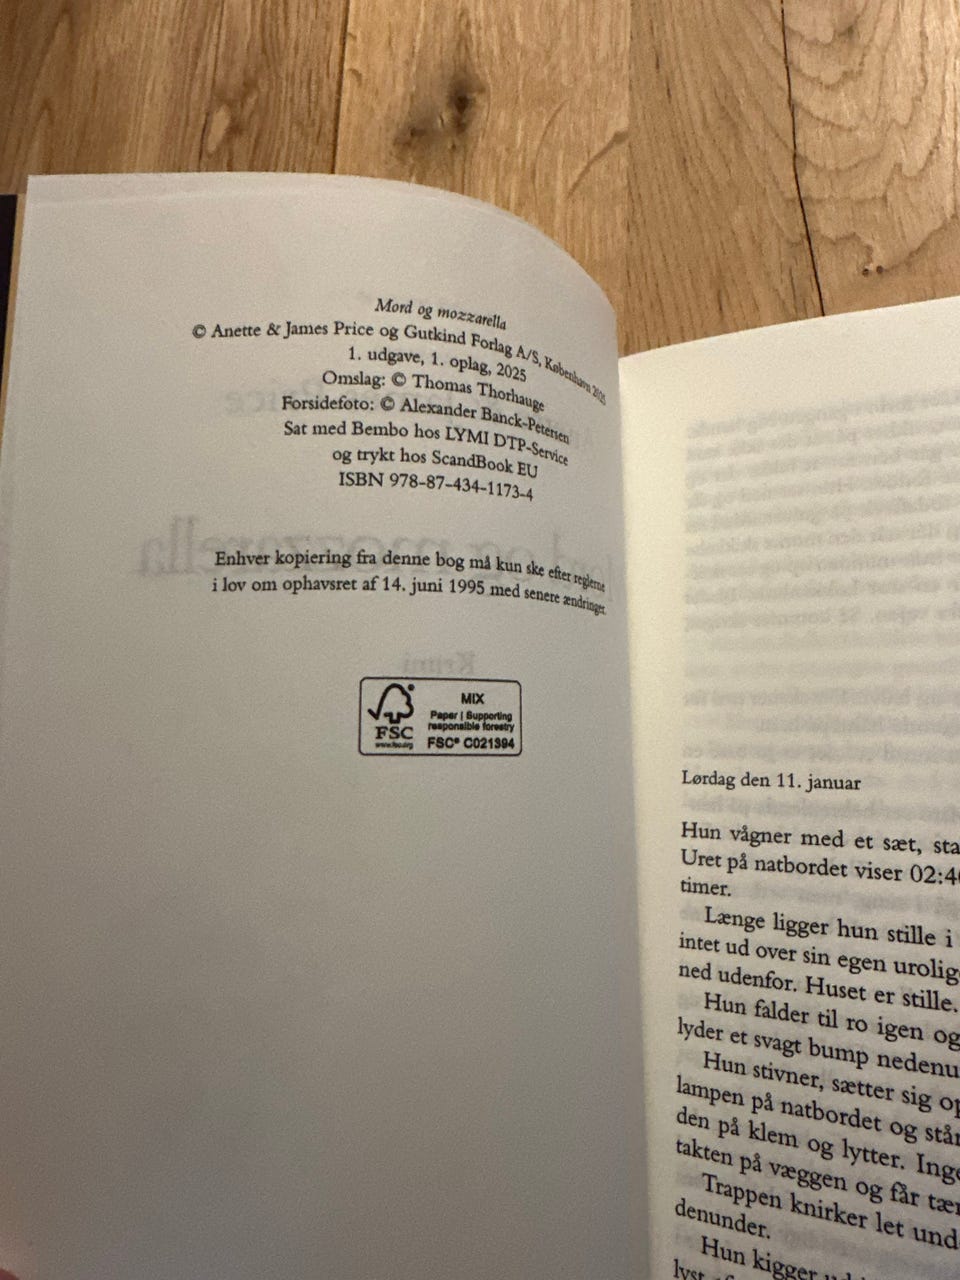 Mord og mozzarella
© Anette & James Price og Gutkind Forlag A/S, København 2025
1. udgave, 1. oplag, 2025
Omslag: © Thomas Thorhauge
Forsidefoto: © Alexander Banck-Petersen
Sat med Bembo hos LYMI DTP-Service
og trykt hos ScandBook EU
ISBN 978-87-434-1173-4
Enhver kopiering fra denne bog må kun ske efter reglerne
i lov om ophavsret af 14. juni 1995 med senere ændringer.
FSC
www.fsc.org
MIX
Paper | Supporting
responsible forestry
FSC® C021394
Lørdag den 11. januar
Hun vågner med et sæt, sta
Uret på natbordet viser 02:4
timer.
Længe ligger hun stille i
intet ud over sin egen urolig
ned udenfor. Huset er stille.
Hun falder til ro igen og
lyder et svagt bump nedenu
Hun stivner, sætter sig op
lampen på natbordet og står
den på klem og lytter. Inge
takten på væggen og får tær
Trappen knirker let und
denunder.
Hun kigger
lyst